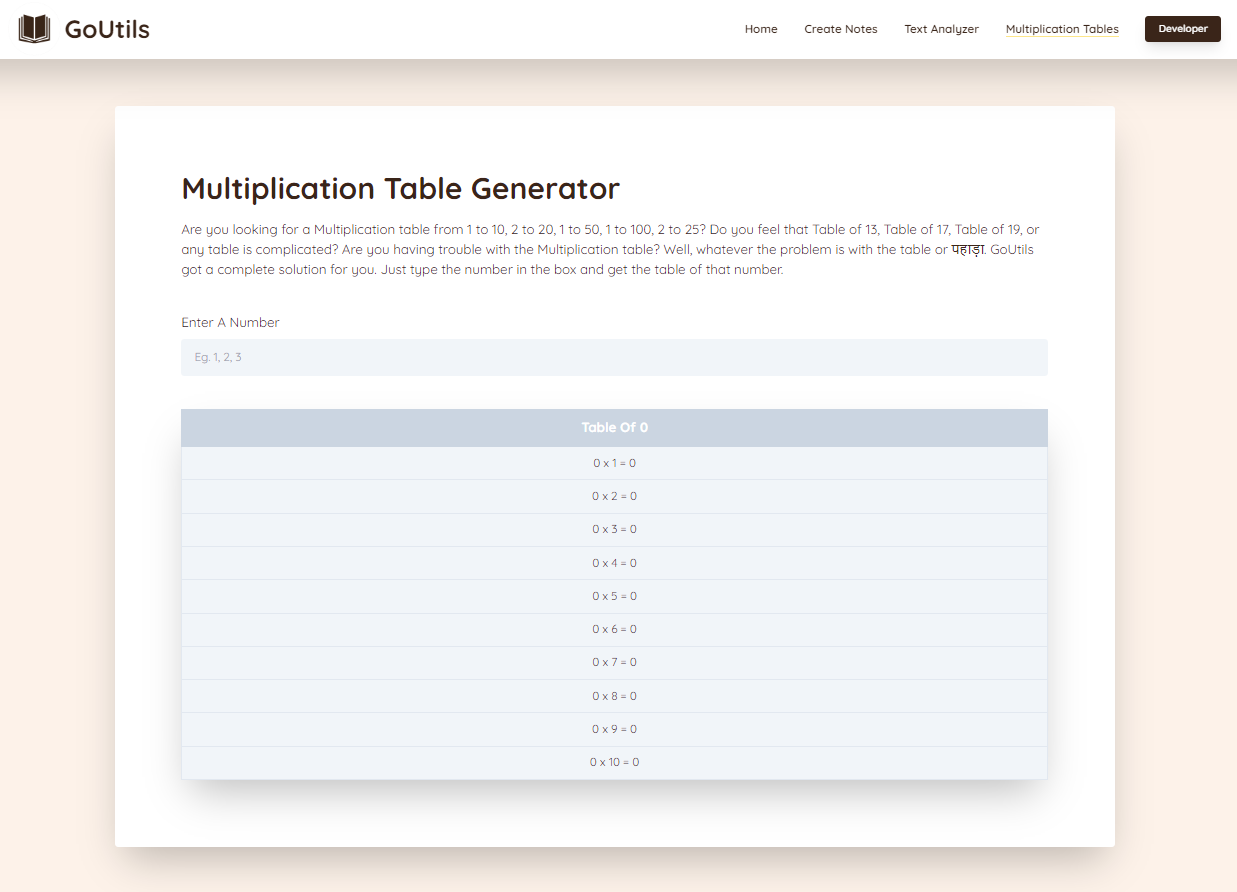 GoUtils
Home Create Notes Text Analyzer Multiplication Tables Developer
Multiplication Table Generator
Are you looking for a Multiplication table from 1 to 10, 2 to 20, 1 to 50, 1 to 100, 2 to 25? Do you feel that Table of 13, Table of 17, Table of 19, or
any table is complicated? Are you having trouble with the Multiplication table? Well, whatever the problem is with the table or पहाड़ा. GoUtils
got a complete solution for you. Just type the number in the box and get the table of that number.
Enter A Number
Eg. 1, 2, 3
Table Of 0
0 x 1 = 0
0 x 2 = 0
0 x 3 = 0
0 x 4 = 0
0 x 5 = 0
0 x 6 = 0
0 x 7 = 0
0 x 8 = 0
0 x 9 = 0
0 x 10 = 0